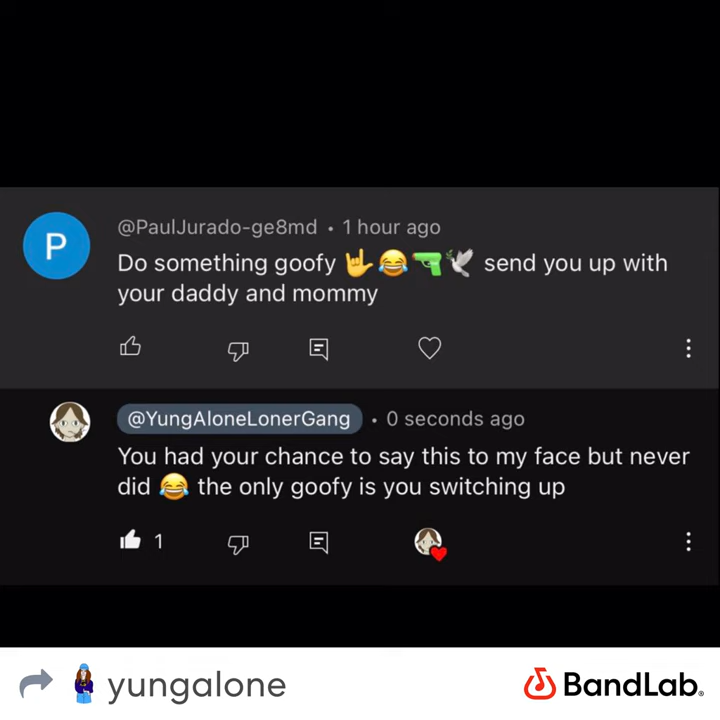 P
@PaulJurado-ge8md • 1 hour ago
Do something goofy 🤟😂🔫🕊️ send you up with
your daddy and mommy
@YungAloneLonerGang • 0 seconds ago
You had your chance to say this to my face but never
did 😂 the only goofy is you switching up
1
yungalone
BandLab®